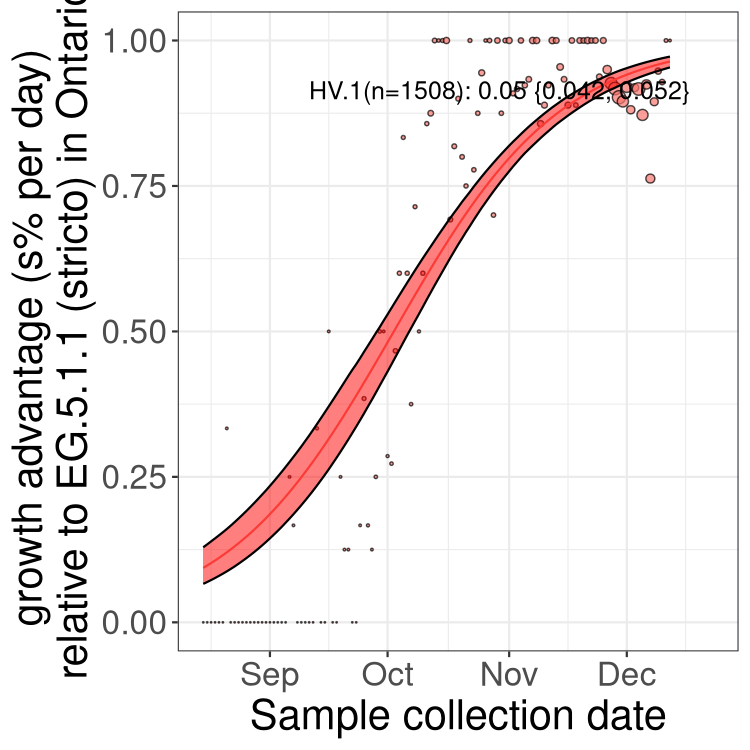 growth advantage (s% per day)
relative to EG.5.1.1 (stricto) in Ontario
1.00
0.75
0.50
0.25
0.00
HV.1(n=1508): 0.05 {0.042, 0.052}
Sep Oct Nov Dec
Sample collection date